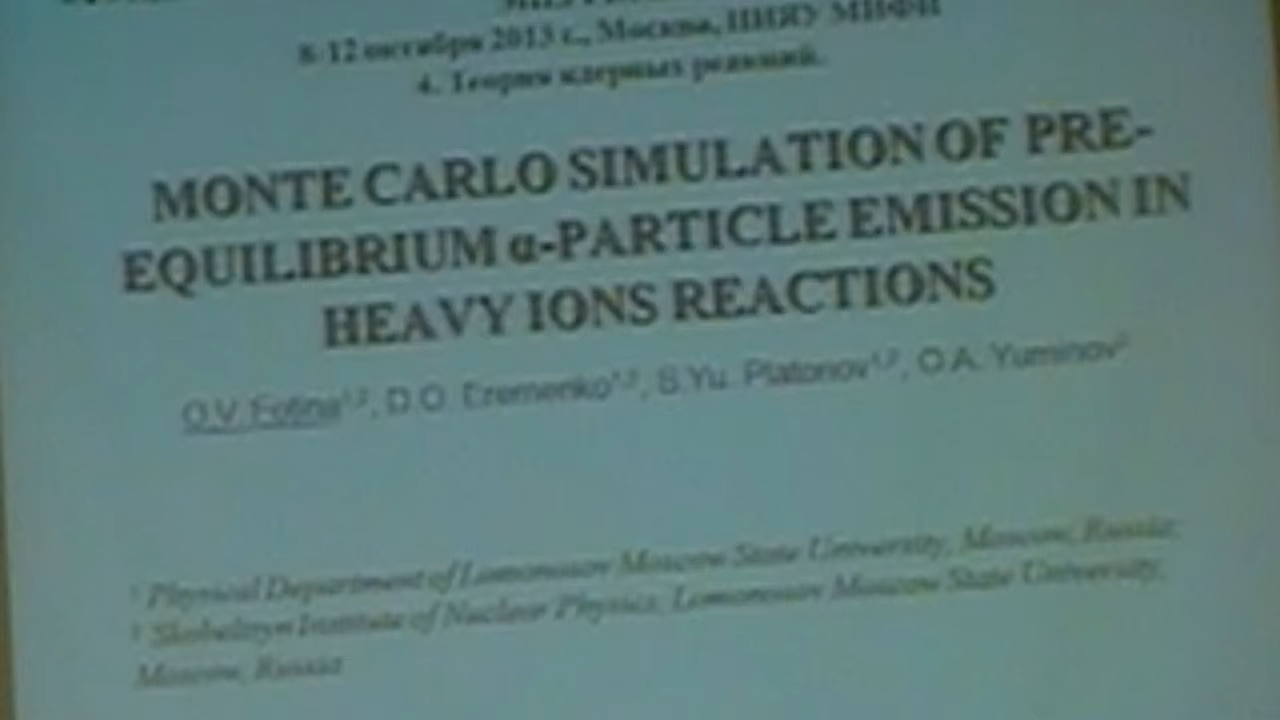 8-12 октября 2013 г., Москва, НИЯУ МИФИ
4. Теория ядерных реакций.
MONTE CARLO SIMULATION OF PRE-
EQUILIBRIUM α-PARTICLE EMISSION IN
HEAVY IONS REACTIONS
O.V. Fotina¹,², D.O. Eremenko¹,², S.Yu. Platonov¹,², O.A. Yuminov²
¹ Physical Department of Lomonosov Moscow State University, Moscow, Russia;
² Skobeltsyn Institute of Nuclear Physics, Lomonosov Moscow State University,
Moscow, Russia